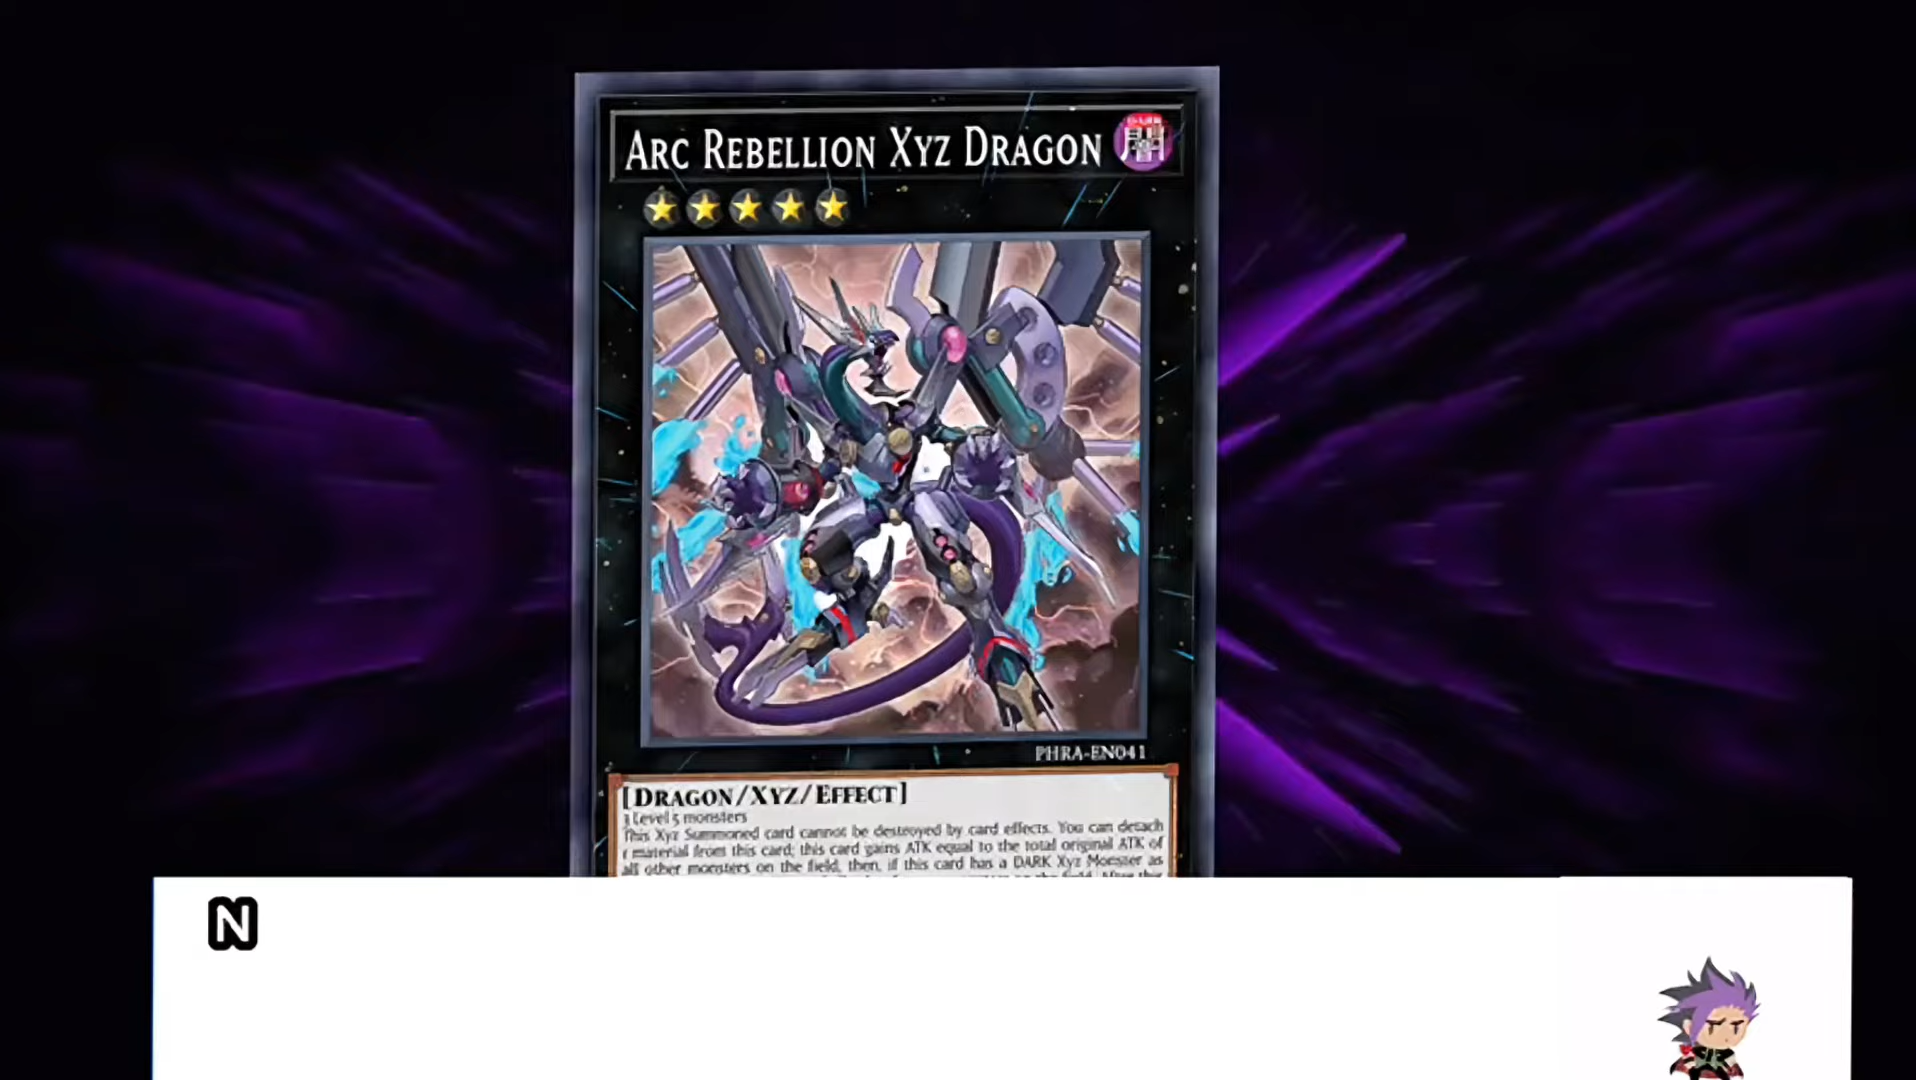 ARC REBELLION XYZ DRAGON
闇
PHRA-EN041
[DRAGON/XYZ/EFFECT]
3 Level 5 monsters
This Xyz Summoned card cannot be destroyed by card effects. You can detach
1 material from this card; this card gains ATK equal to the total original ATK of
all other monsters on the field, then, if this card has a DARK Xyz Monster as
N